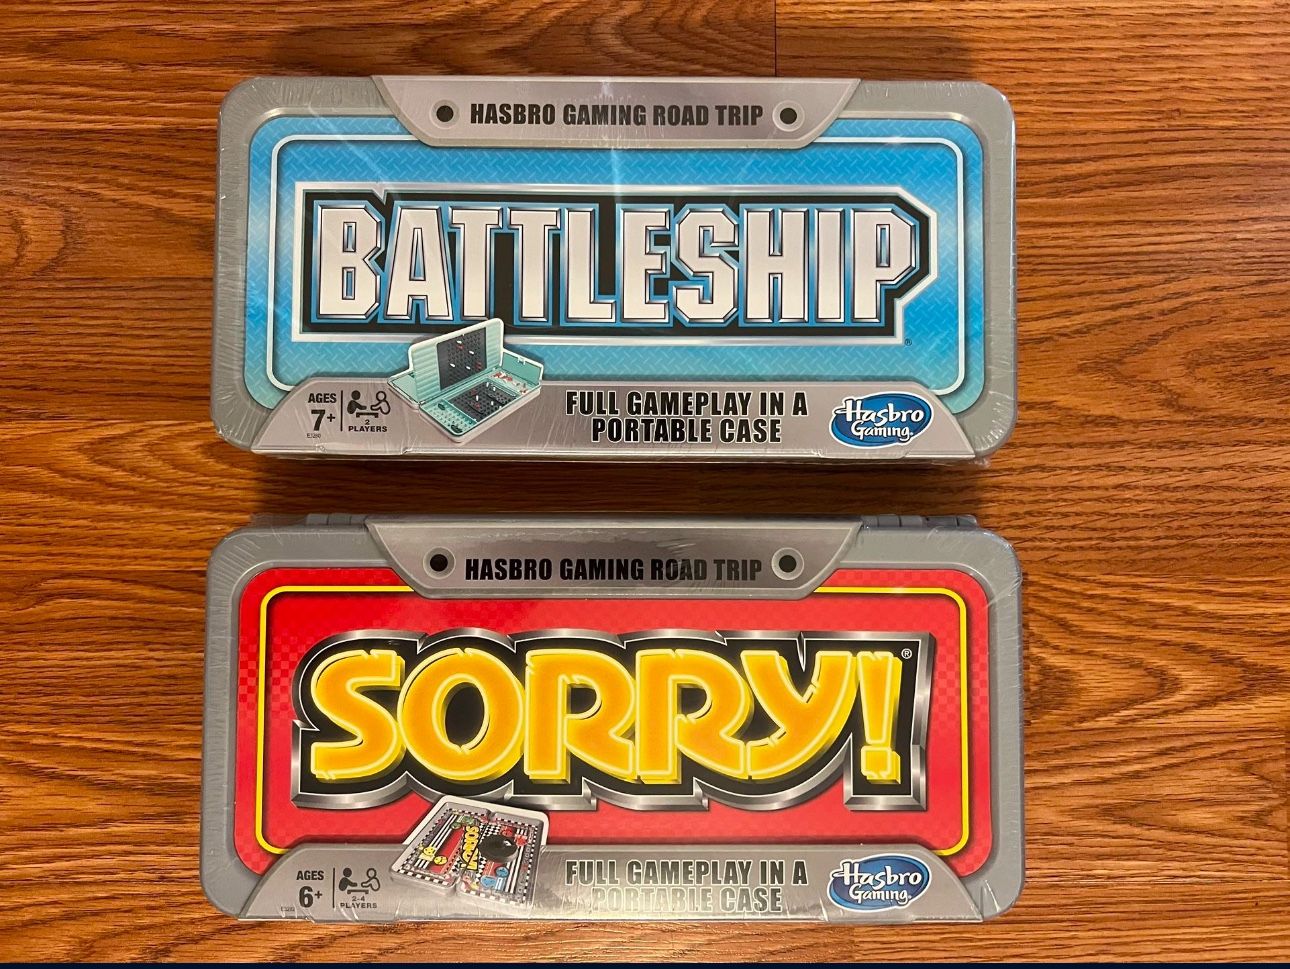 HASBRO GAMING ROAD TRIP
BATTLESHIP
®
AGES
7+
2
PLAYERS
FULL GAMEPLAY IN A
PORTABLE CASE
Hasbro
Gaming
HASBRO GAMING ROAD TRIP
SORRY!®
SORRY!
AGES
6+
2-4
PLAYERS
FULL GAMEPLAY IN A
PORTABLE CASE
Hasbro
Gaming